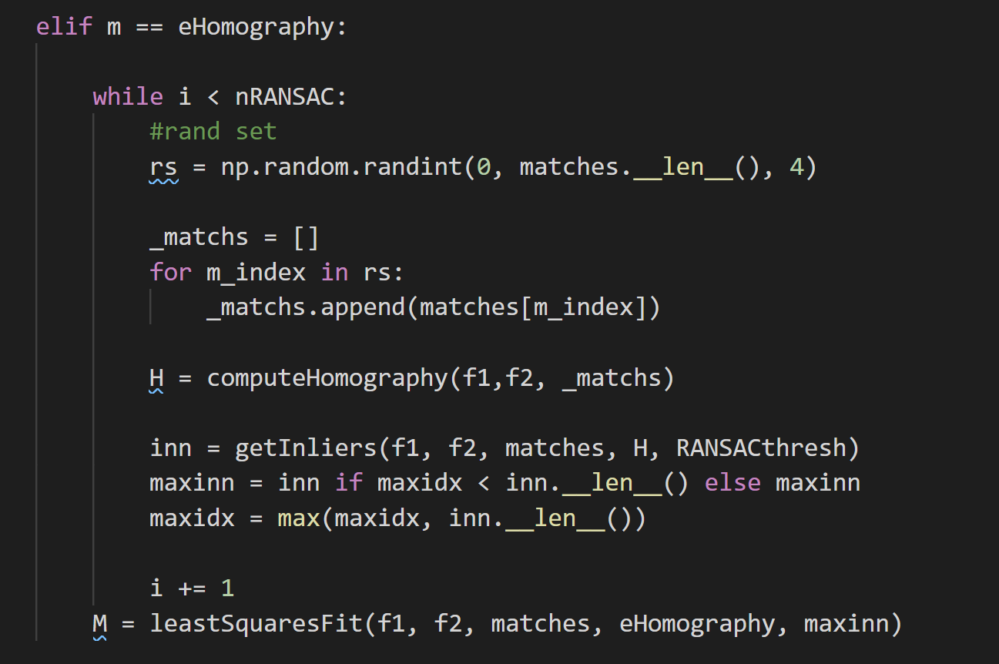 elif m == eHomography:
while i < nRANSAC:
#rand set
rs = np.random.randint(0, matches.__len__(), 4)
_matchs = []
for m_index in rs:
_matchs.append(matches[m_index])
H = computeHomography(f1,f2, _matchs)
inn = getInliers(f1, f2, matches, H, RANSACthresh)
maxinn = inn if maxidx < inn.__len__() else maxinn
maxidx = max(maxidx, inn.__len__())
i += 1
M = leastSquaresFit(f1, f2, matches, eHomography, maxinn)